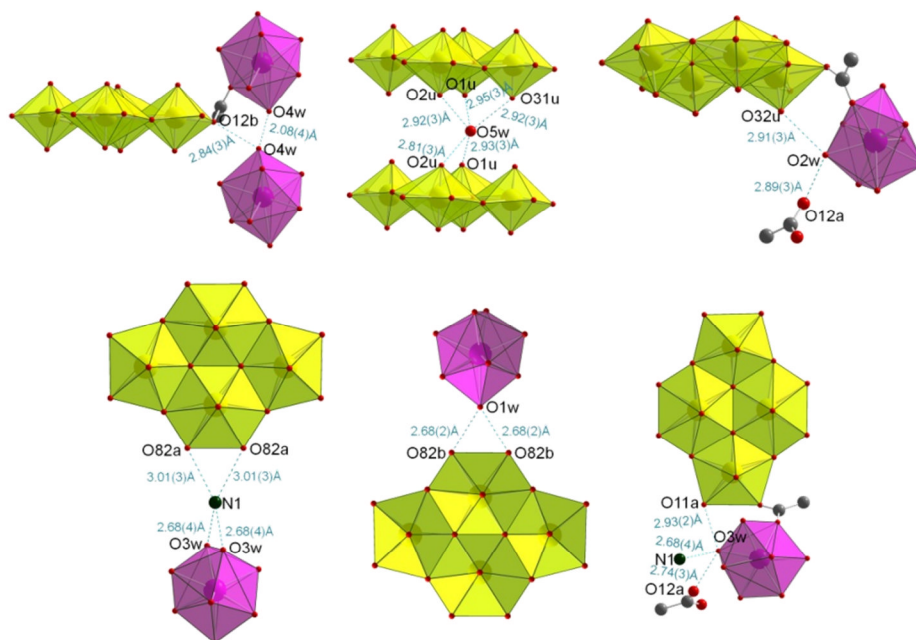 O12b
O4w
2.08(4)Å
2.84(3)Å
O4w
O1u
O2u
2.95(3)Å
O31u
2.92(3)Å
2.92(3)Å
O5w
2.81(3)Å
2.93(3)Å
O2u
O1u
O32u
2.91(3)Å
O2w
2.89(3)Å
O12a
O82a
O82a
3.01(3)Å
3.01(3)Å
N1
2.68(4)Å
2.68(4)Å
O3w
O3w
O1w
2.68(2)Å
2.68(2)Å
O82b
O82b
O11a
2.93(2)Å
O3w
2.68(4)Å
N1
2.74(3)Å
O12a